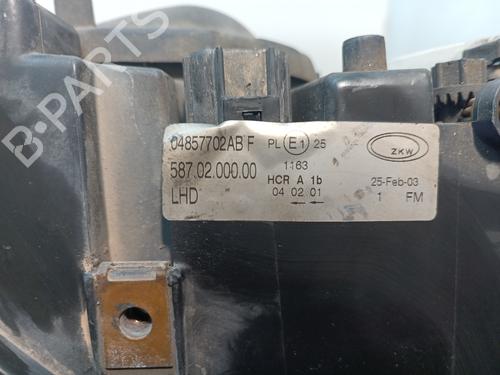 04857702AB F PL E1 25
587.02.000.00 1163
HCR A 1b
LHD 04 02 01
ZKW
25-Feb-03
1 FM
B-PARTS